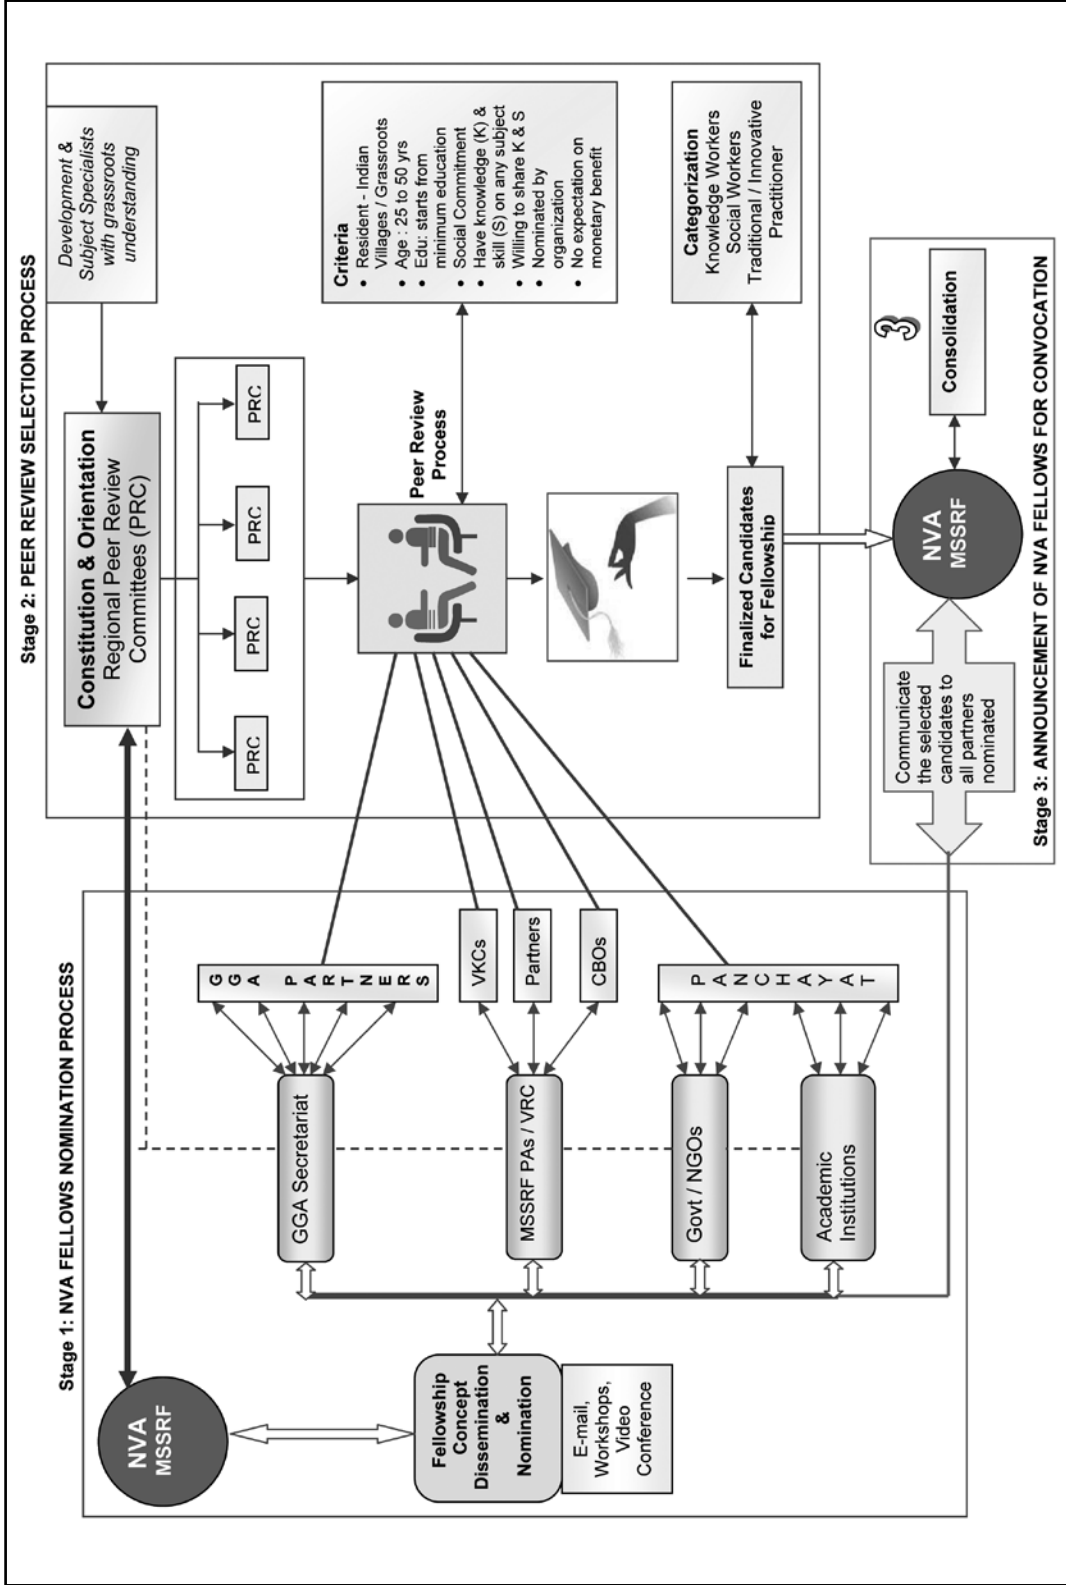 Stage 1: NVA FELLOWS NOMINATION PROCESS
NVA
MSSRF
Fellowship
Concept
Dissemination
&
Nomination
E-mail,
Workshops,
Video
Conference
GGA Secretariat
MSSRF PAs / VRC
Govt / NGOs
Academic
Institutions
GGA PARTNERS
VKCs
Partners
CBOs
PANCHAYAT
Stage 2: PEER REVIEW SELECTION PROCESS
Constitution & Orientation
Regional Peer Review
Committees (PRC)
Development &
Subject Specialists
with grassroots
understanding
PRC
PRC
PRC
PRC
Peer Review
Process
Criteria
• Resident - Indian
Villages / Grassroots
• Age : 25 to 50 yrs
• Edu: starts from
minimum education
• Social Commitment
• Have knowledge (K) &
skill (S) on any subject
• Willing to share K & S
• Nominated by
organization
• No expectation on
monetary benefit
Finalized Candidates
for Fellowship
Categorization
Knowledge Workers
Social Workers
Traditional / Innovative
Practitioner
3
Communicate
the selected
candidates to
all partners
nominated
NVA
MSSRF
Consolidation
Stage 3: ANNOUNCEMENT OF NVA FELLOWS FOR CONVOCATION